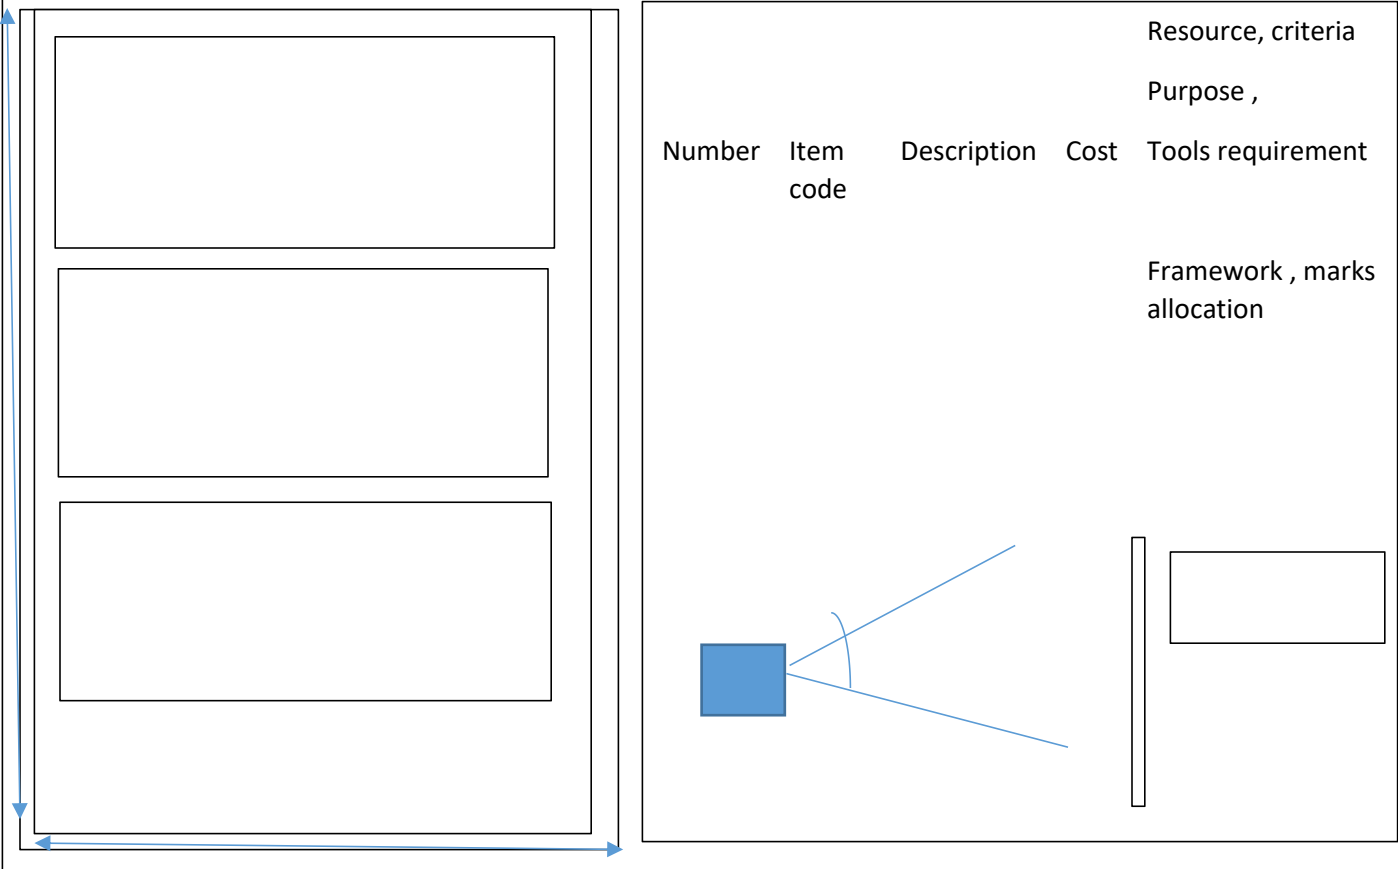 Resource, criteria
Purpose ,
Number
Item
code
Description
Cost
Tools requirement
Framework , marks
allocation